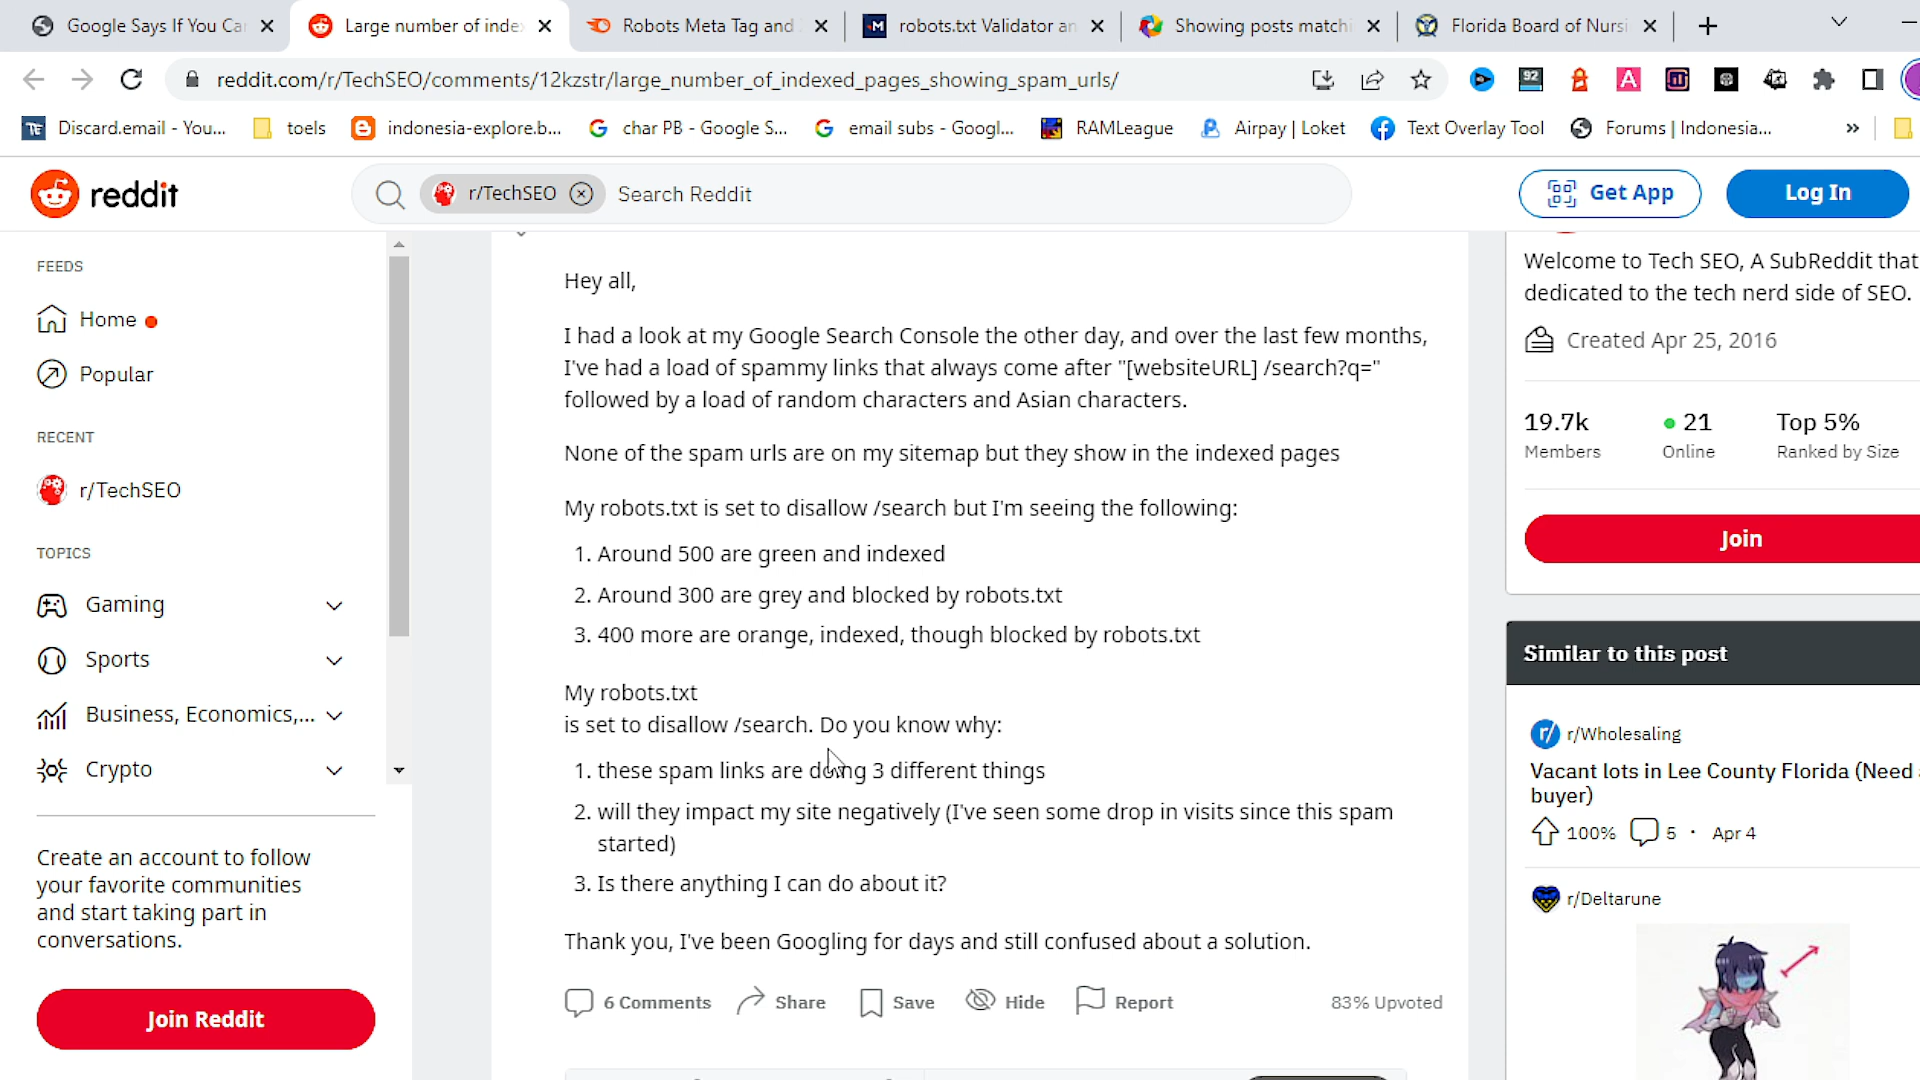 Google Says If You Ca
Large number of inde
Robots Meta Tag and
robots.txt Validator an
Showing posts matchi
Florida Board of Nursi
reddit.com/r/TechSEO/comments/12kzstr/large_number_of_indexed_pages_showing_spam_urls/
92
A
TE Discard.email - You...
toels
indonesia-explore.b...
char PB - Google S...
email subs - Googl...
RAMLeague
Airpay | Loket
Text Overlay Tool
Forums | Indonesia...
»
reddit
r/TechSEO
Search Reddit
Get App
Log In
FEEDS
Home
Popular
RECENT
r/TechSEO
TOPICS
Gaming
Sports
Business, Economics,...
Crypto
Create an account to follow
your favorite communities
and start taking part in
conversations.
Join Reddit
Hey all,
I had a look at my Google Search Console the other day, and over the last few months,
I've had a load of spammy links that always come after "[websiteURL] /search?q="
followed by a load of random characters and Asian characters.
None of the spam urls are on my sitemap but they show in the indexed pages
My robots.txt is set to disallow /search but I'm seeing the following:
1. Around 500 are green and indexed
2. Around 300 are grey and blocked by robots.txt
3. 400 more are orange, indexed, though blocked by robots.txt
My robots.txt
is set to disallow /search. Do you know why:
1. these spam links are doing 3 different things
2. will they impact my site negatively (I've seen some drop in visits since this spam
started)
3. Is there anything I can do about it?
Thank you, I've been Googling for days and still confused about a solution.
6 Comments
Share
Save
Hide
Report
83% Upvoted
Welcome to Tech SEO, A SubReddit that
dedicated to the tech nerd side of SEO.
Created Apr 25, 2016
19.7k
21
Top 5%
Members
Online
Ranked by Size
Join
Similar to this post
r/Wholesaling
Vacant lots in Lee County Florida (Need
buyer)
100% 5 · Apr 4
r/Deltarune